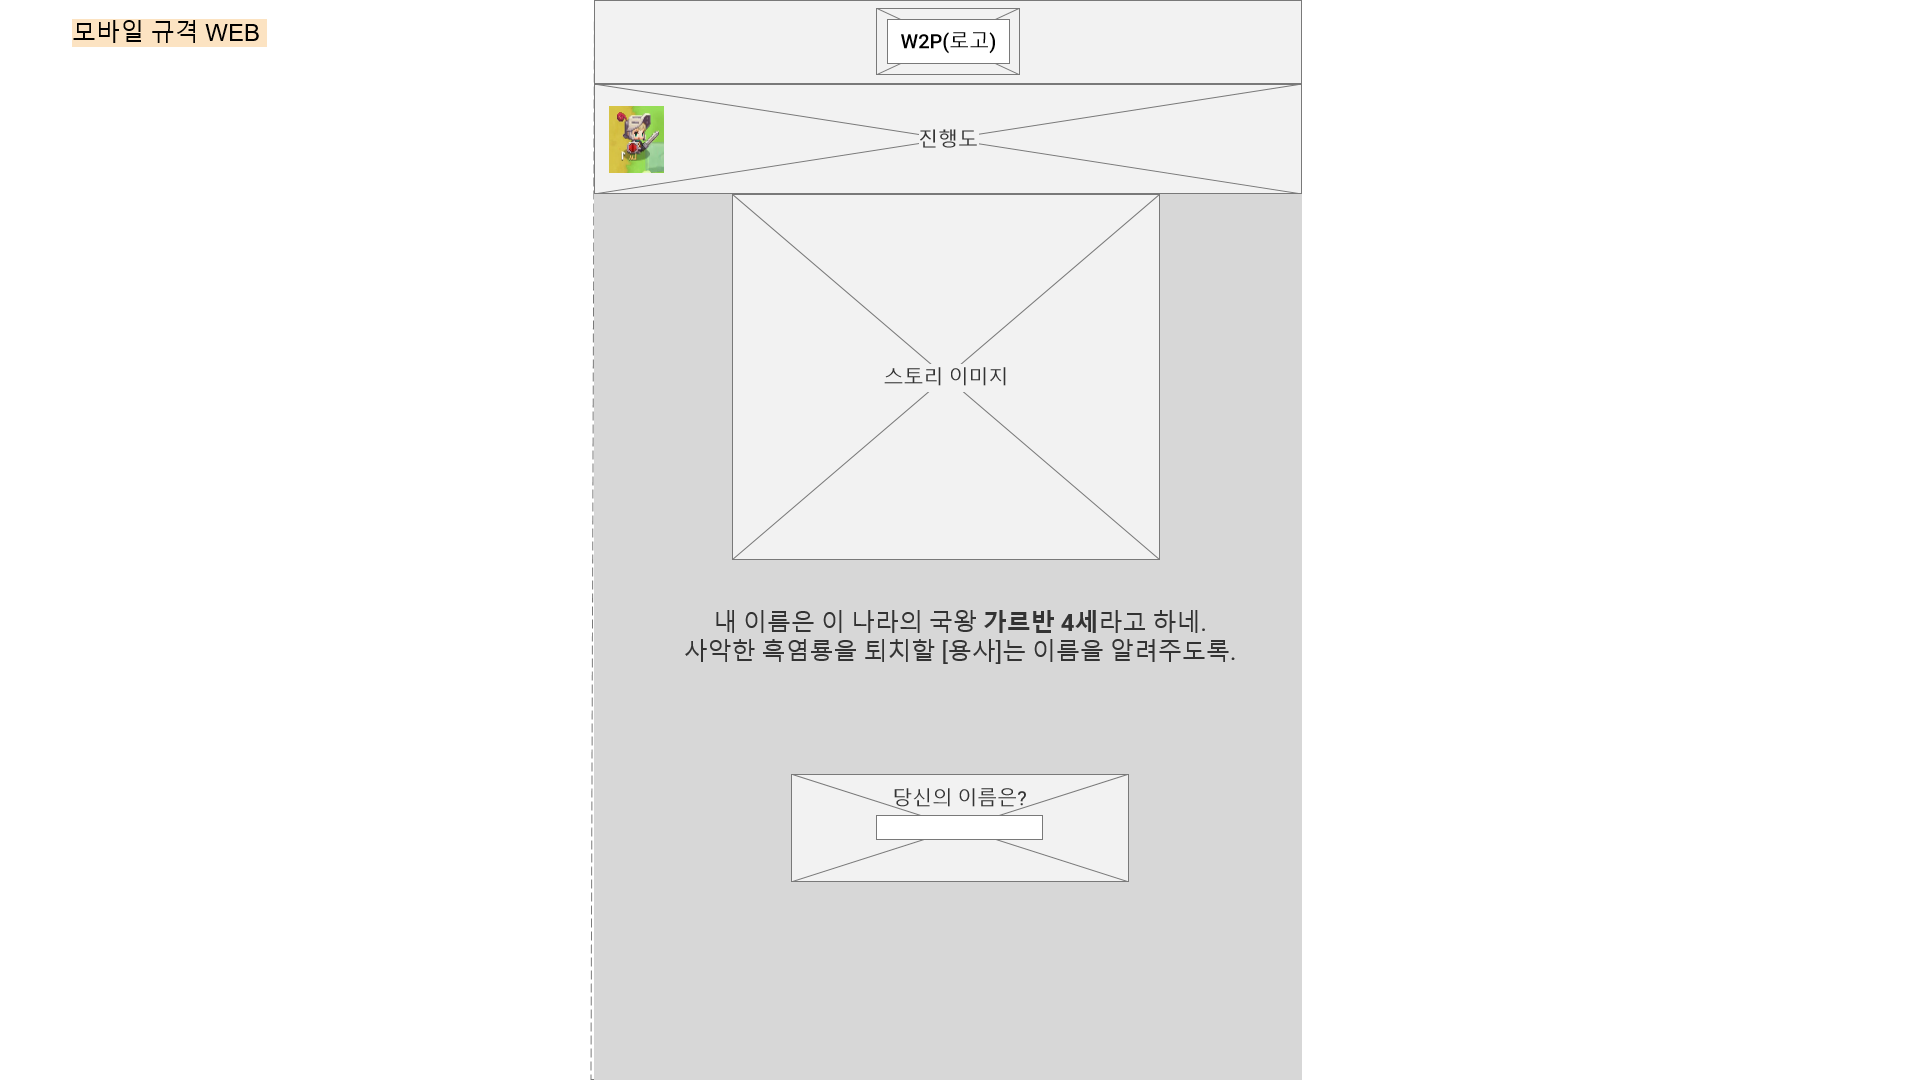 모바일 규격 WEB
W2P(로고)
진행도
스토리 이미지
내 이름은 이 나라의 국왕 가르반 4세라고 하네.
사악한 흑염룡을 퇴치할 [용사]는 이름을 알려주도록.
당신의 이름은?